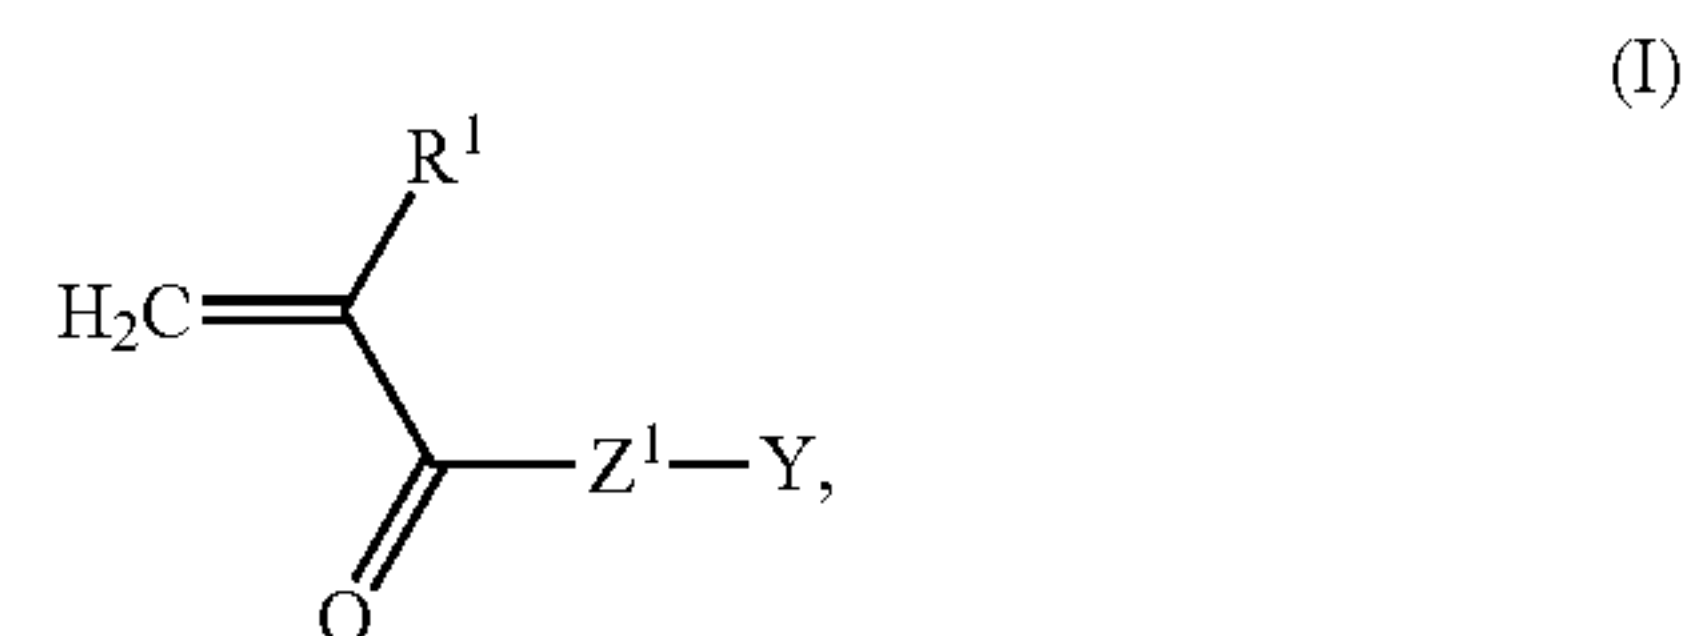 (I)
R¹
H₂C
Z¹—Y,
O